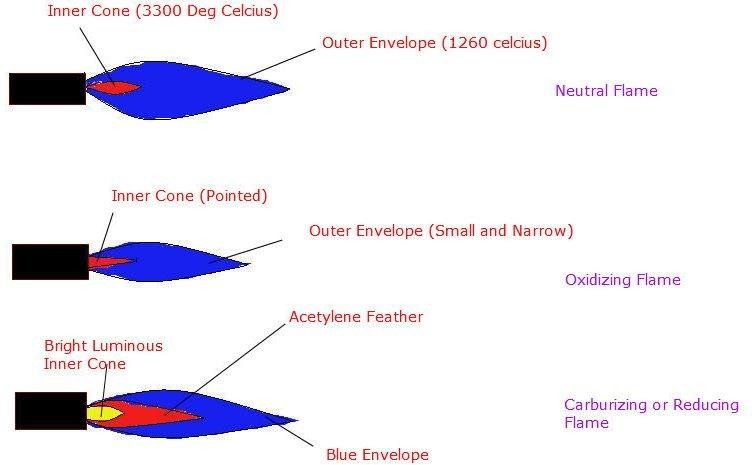 Inner Cone (3300 Deg Celcius)
Outer Envelope (1260 celcius)
Neutral Flame
Inner Cone (Pointed)
Outer Envelope (Small and Narrow)
Oxidizing Flame
Acetylene Feather
Bright Luminous
Inner Cone
Carburizing or Reducing
Flame
Blue Envelope